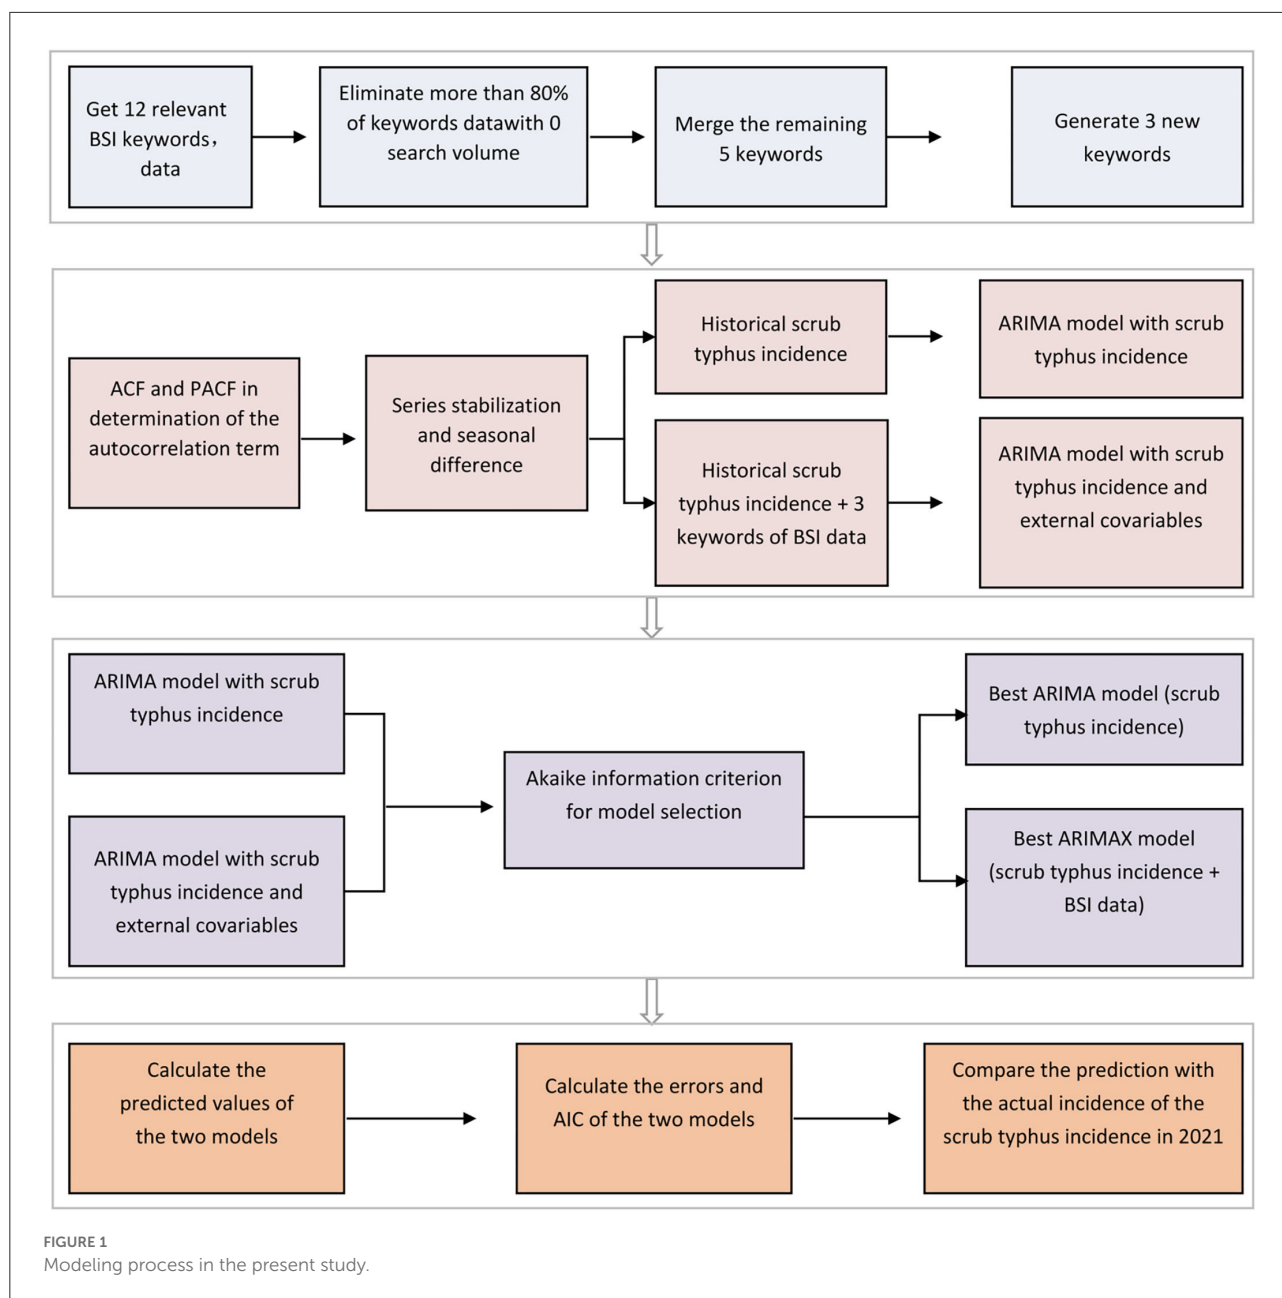 Get 12 relevant
BSI keywords，
data
Eliminate more than 80%
of keywords datawith 0
search volume
Merge the remaining
5 keywords
Generate 3 new
keywords
ACF and PACF in
determination of the
autocorrelation term
Series stabilization
and seasonal
difference
Historical scrub
typhus incidence
ARIMA model with scrub
typhus incidence
Historical scrub
typhus incidence + 3
keywords of BSI data
ARIMA model with scrub
typhus incidence and
external covariables
ARIMA model with scrub
typhus incidence
ARIMA model with scrub
typhus incidence and
external covariables
Akaike information criterion
for model selection
Best ARIMA model (scrub
typhus incidence)
Best ARIMAX model
(scrub typhus incidence +
BSI data)
Calculate the
predicted values of
the two models
Calculate the errors and
AIC of the two models
Compare the prediction with
the actual incidence of the
scrub typhus incidence in 2021
FIGURE 1
Modeling process in the present study.